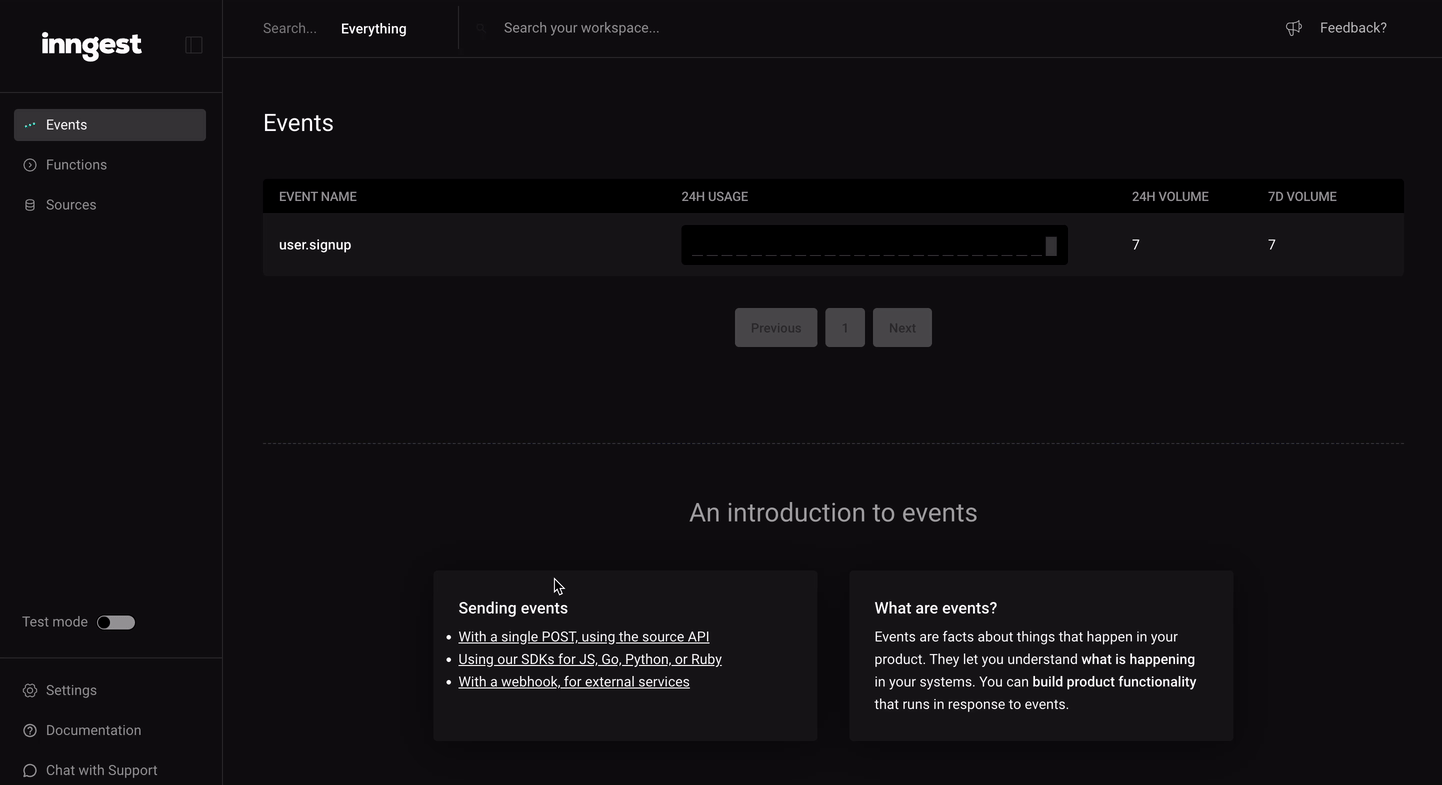 inngest
Search... Everything Search your workspace... Feedback?
Events
Functions
Sources
Test mode
Settings
Documentation
Chat with Support
Events
EVENT NAME 24H USAGE 24H VOLUME 7D VOLUME
user.signup 7 7
Previous 1 Next
An introduction to events
Sending events
With a single POST, using the source API
Using our SDKs for JS, Go, Python, or Ruby
With a webhook, for external services
What are events?
Events are facts about things that happen in your
product. They let you understand what is happening
in your systems. You can build product functionality
that runs in response to events.